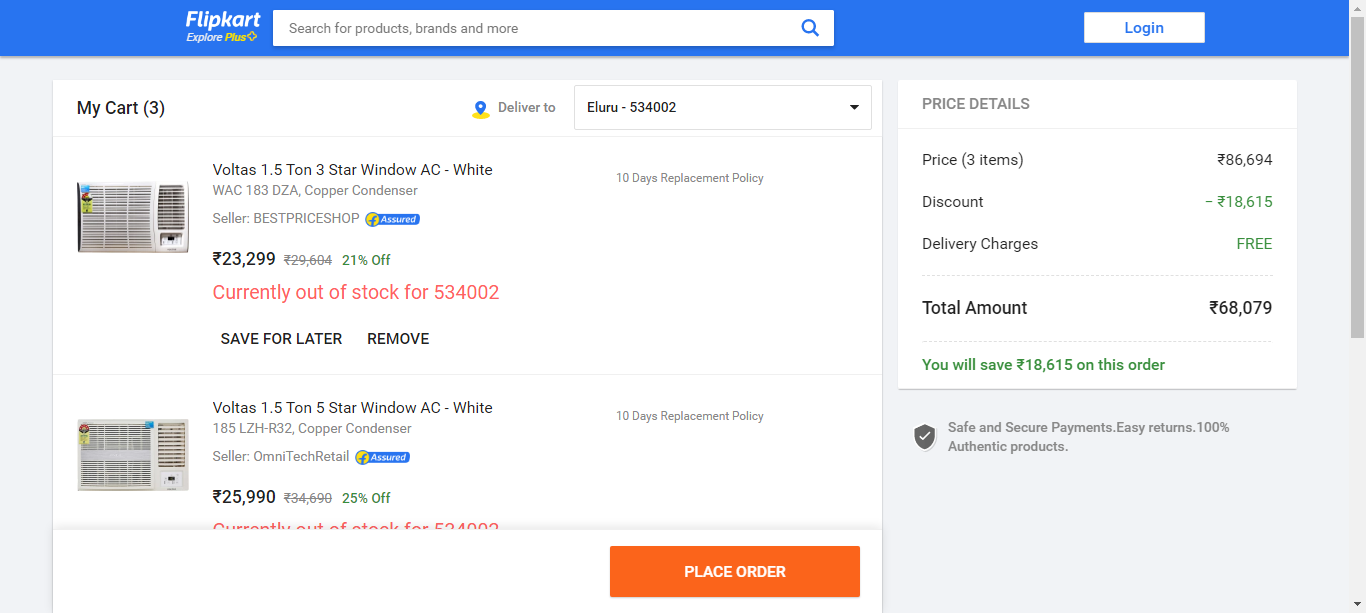 Flipkart
Explore Plus
Search for products, brands and more
Login
My Cart (3)
Deliver to
Eluru - 534002
Voltas 1.5 Ton 3 Star Window AC - White
WAC 183 DZA, Copper Condenser
Seller: BESTPRICESHOP
Assured
10 Days Replacement Policy
₹23,299 ₹29,604 21% Off
Currently out of stock for 534002
SAVE FOR LATER REMOVE
Voltas 1.5 Ton 5 Star Window AC - White
185 LZH-R32, Copper Condenser
Seller: OmniTechRetail
Assured
10 Days Replacement Policy
₹25,990 ₹34,690 25% Off
Currently out of stock for 534002
PLACE ORDER
PRICE DETAILS
Price (3 items) ₹86,694
Discount − ₹18,615
Delivery Charges FREE
Total Amount ₹68,079
You will save ₹18,615 on this order
Safe and Secure Payments.Easy returns.100%
Authentic products.